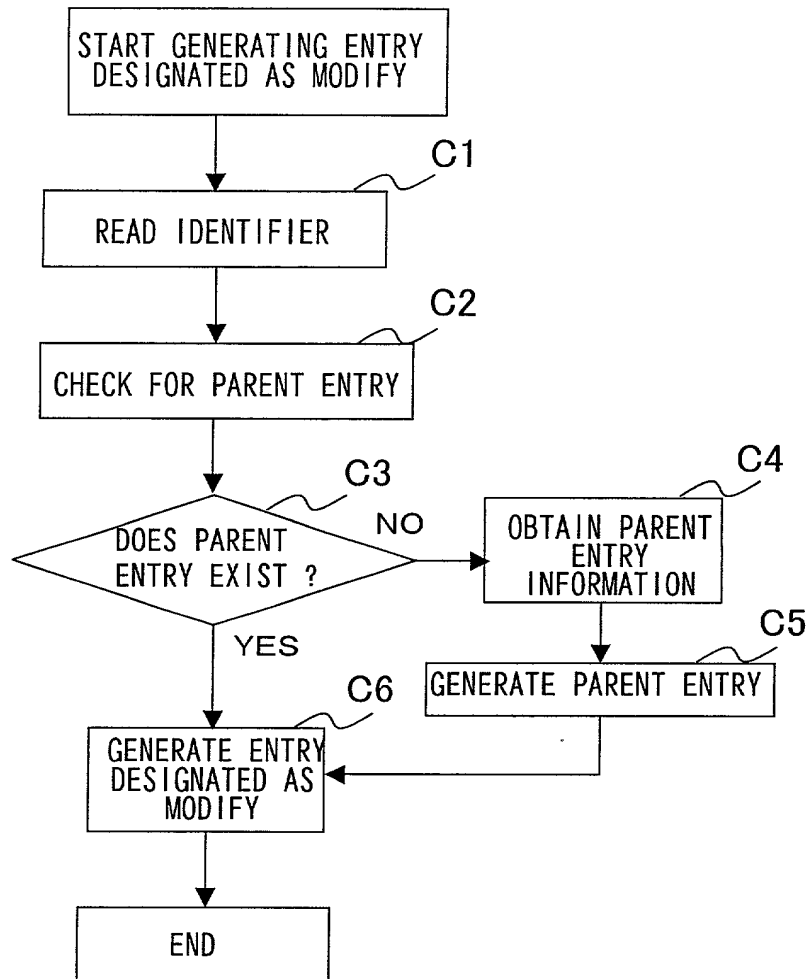 START GENERATING ENTRY
DESIGNATED AS MODIFY
C1
READ IDENTIFIER
C2
CHECK FOR PARENT ENTRY
C3
DOES PARENT
ENTRY EXIST ?
NO
YES
C4
OBTAIN PARENT
ENTRY
INFORMATION
C5
GENERATE PARENT ENTRY
C6
GENERATE ENTRY
DESIGNATED AS
MODIFY
END